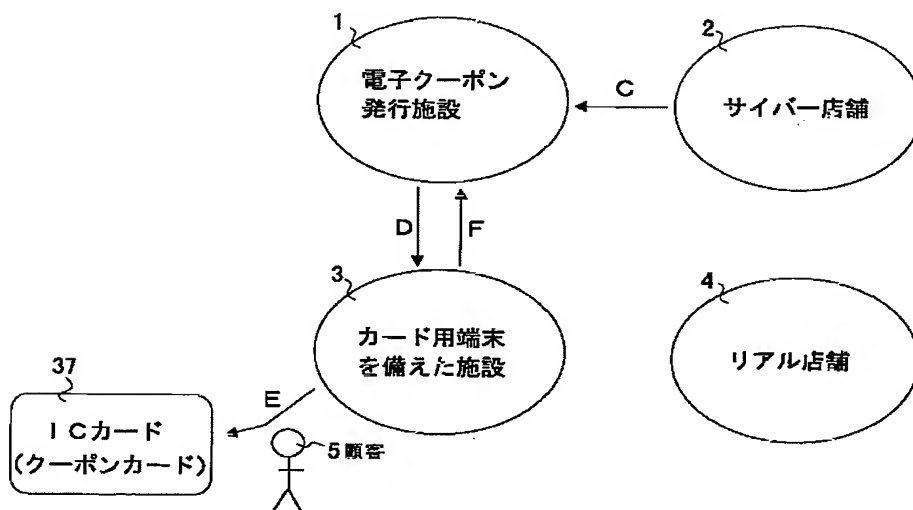 1
電子クーポン
発行施設
2
サイバー店舗
C
D
F
3
カード用端末
を備えた施設
4
リアル店舗
37
ICカード
(クーポンカード)
E
5顧客